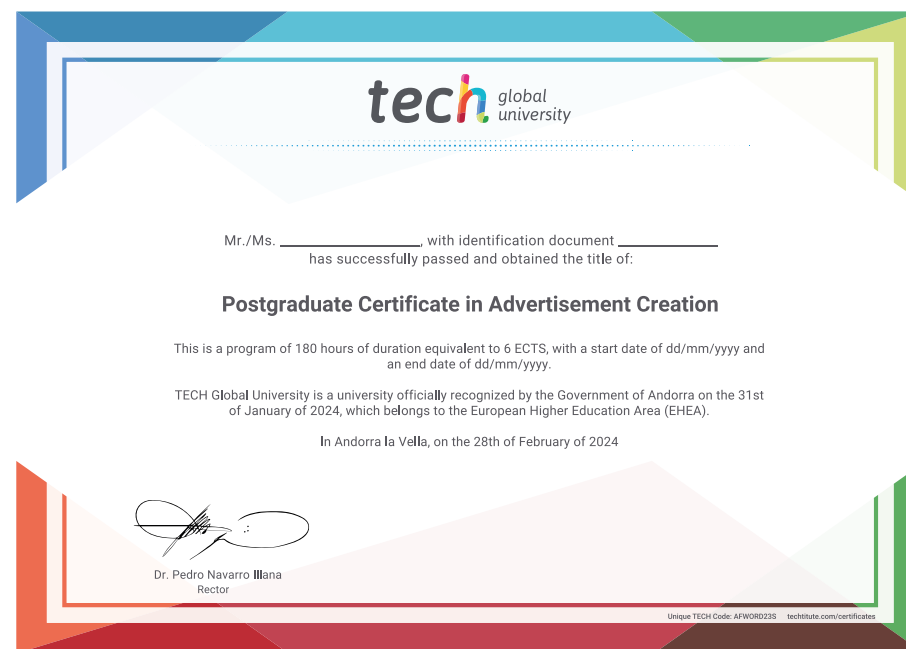 tech global
university
Mr./Ms. ____________, with identification document ____________
has successfully passed and obtained the title of:
Postgraduate Certificate in Advertisement Creation
This is a program of 180 hours of duration equivalent to 6 ECTS, with a start date of dd/mm/yyyy and
an end date of dd/mm/yyyy.
TECH Global University is a university officially recognized by the Government of Andorra on the 31st
of January of 2024, which belongs to the European Higher Education Area (EHEA).
In Andorra la Vella, on the 28th of February of 2024
Dr. Pedro Navarro Illana
Rector
Unique TECH Code: AFWORD23S techtitute.com/certificates